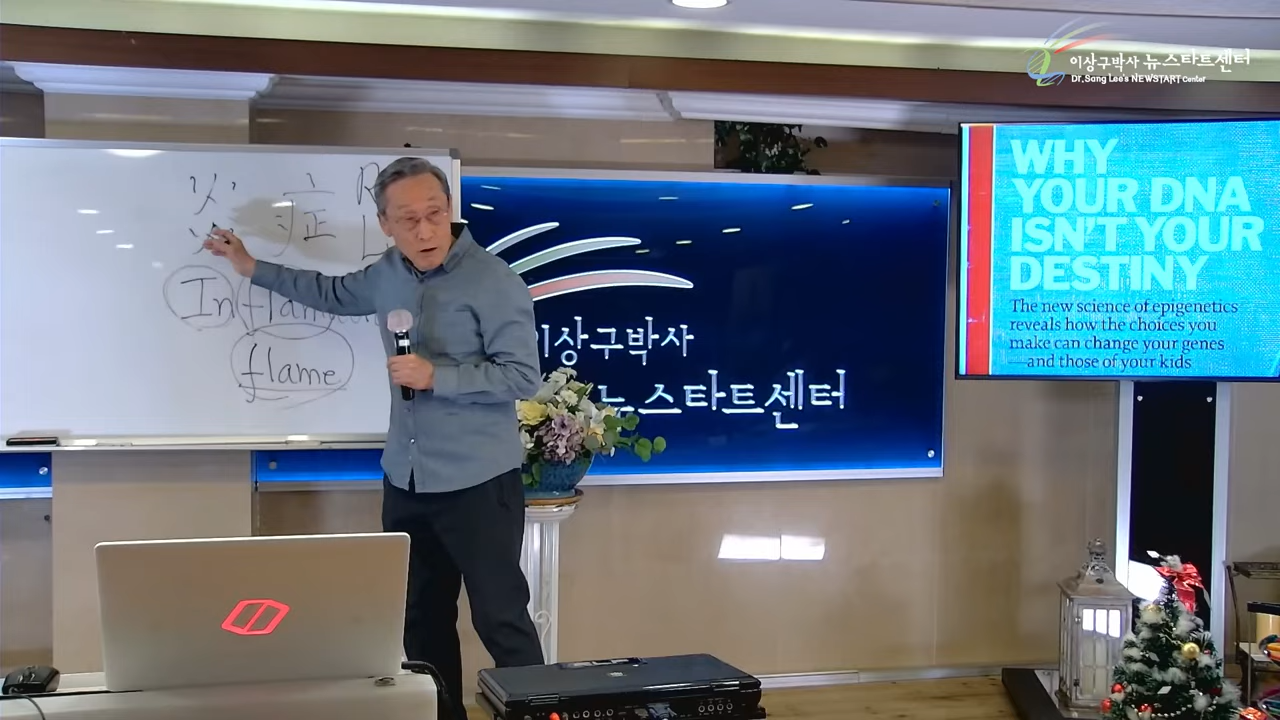 이상구박사 뉴스타트센터
Dr.Sang Lee's NEWSTART Center
炎 症
Inflam
flame
이상구박사
뉴스타트센터
WHY
YOUR DNA
ISN'T YOUR
DESTINY
The new science of epigenetics
reveals how the choices you
make can change your genes
and those of your kids